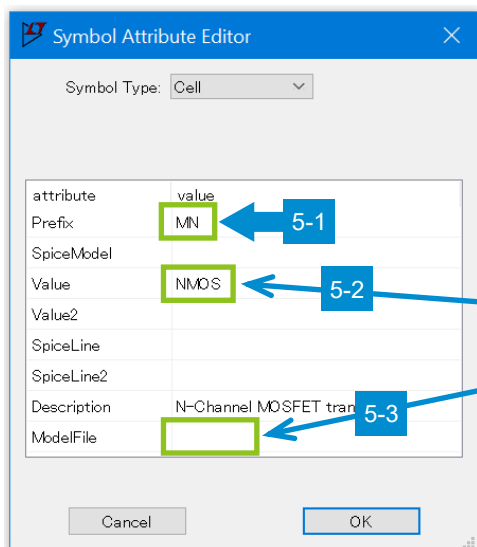 Symbol Attribute Editor
Symbol Type: Cell
attribute value
Prefix MN
5-1
SpiceModel
Value NMOS
5-2
Value2
SpiceLine
SpiceLine2
Description N-Channel MOSFET tran
5-3
ModelFile
Cancel OK